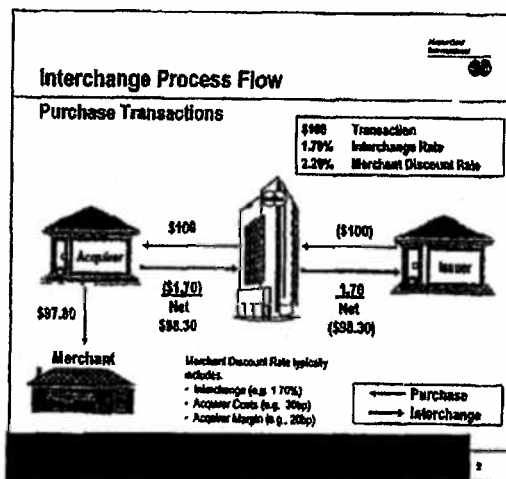 MasterCard
International
Interchange Process Flow
Purchase Transactions
$100 Transaction
1.70% Interchange Rate
2.20% Merchant Discount Rate
$100
($100)
Acquirer
Issuer
($1.70)
Net
$98.30
1.70
Net
($98.30)
$97.80
Merchant
Merchant Discount Rate typically
includes:
• Interchange (e.g. 1.70%)
• Acquirer Costs (e.g., 30bp)
• Acquirer Margin (e.g., 20bp)
Purchase
Interchange
2